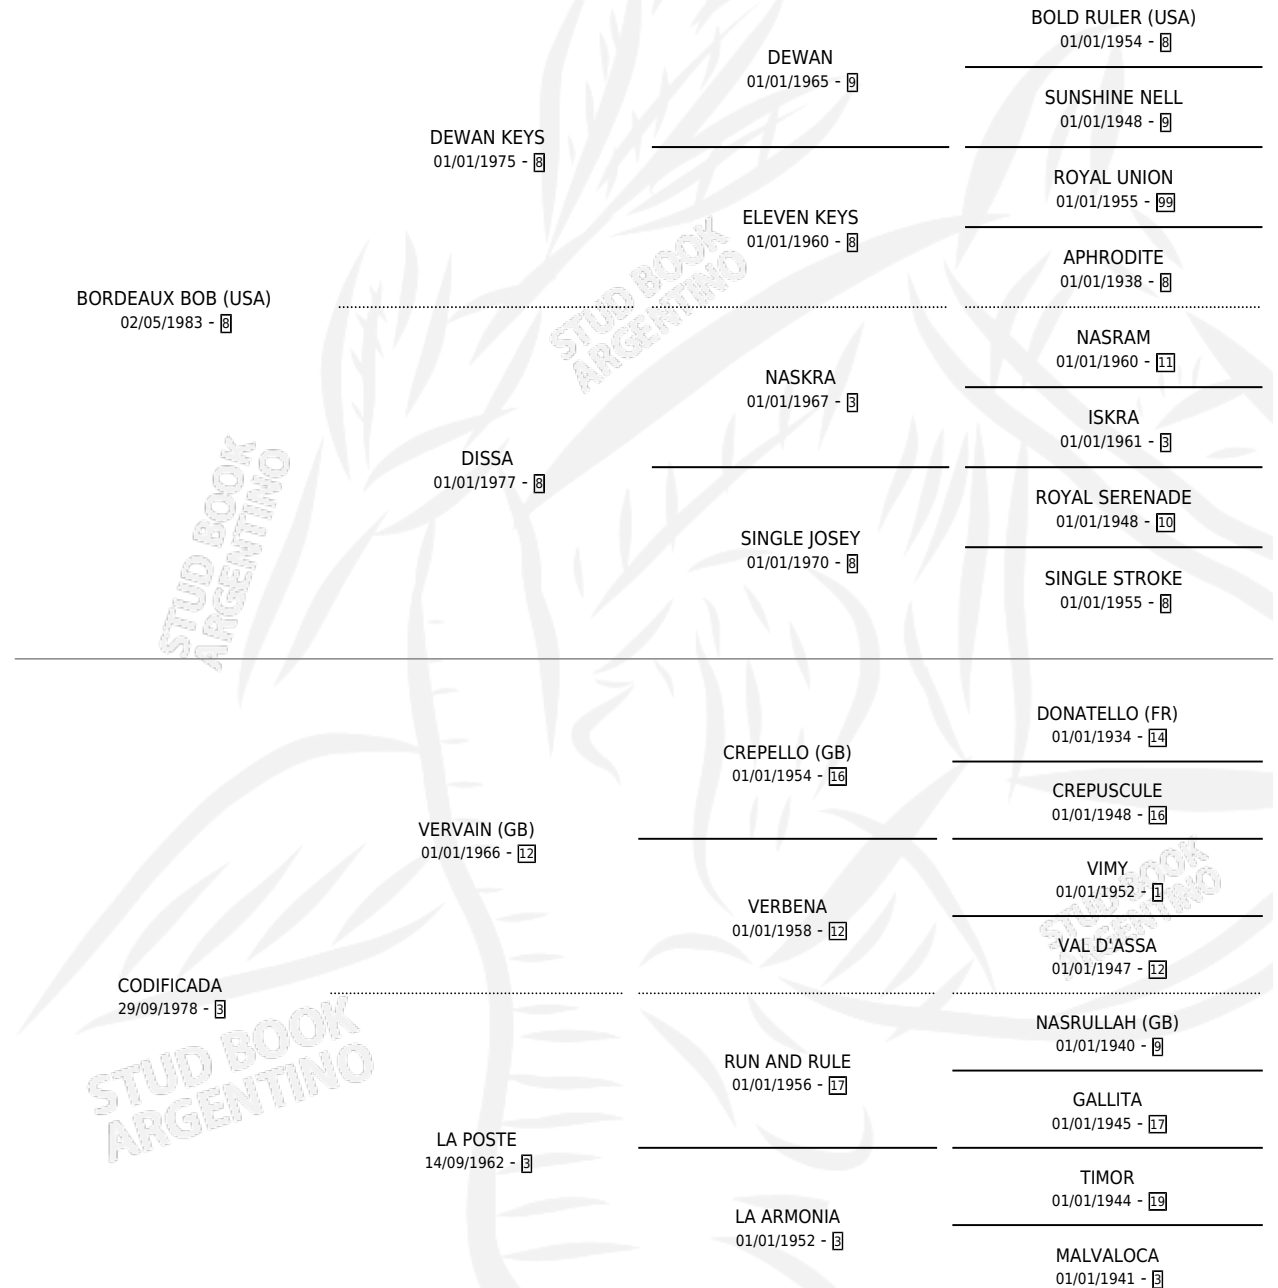 BOLD RULER (USA)
01/01/1954 - 8
DEWAN
01/01/1965 - 9
SUNSHINE NELL
01/01/1948 - 9
DEWAN KEYS
01/01/1975 - 8
ROYAL UNION
01/01/1955 - 99
ELEVEN KEYS
01/01/1960 - 8
APHRODITE
01/01/1938 - 8
BORDEAUX BOB (USA)
02/05/1983 - 8
NASRAM
01/01/1960 - 11
NASKRA
01/01/1967 - 3
ISKRA
01/01/1961 - 3
DISSA
01/01/1977 - 8
ROYAL SERENADE
01/01/1948 - 10
SINGLE JOSEY
01/01/1970 - 8
SINGLE STROKE
01/01/1955 - 8
STUD BOOK
ARGENTINO
STUD BOOK
ARGENTINO
DONATELLO (FR)
01/01/1934 - 14
CREPELLO (GB)
01/01/1954 - 16
CREPUSCULE
01/01/1948 - 16
VERVAIN (GB)
01/01/1966 - 12
VIMY
01/01/1952 - 1
VERBENA
01/01/1958 - 12
VAL D'ASSA
01/01/1947 - 12
CODIFICADA
29/09/1978 - 3
NASRULLAH (GB)
01/01/1940 - 9
RUN AND RULE
01/01/1956 - 17
GALLITA
01/01/1945 - 17
LA POSTE
14/09/1962 - 3
TIMOR
01/01/1944 - 19
LA ARMONIA
01/01/1952 - 3
MALVALOCA
01/01/1941 - 3
STUD BOOK
ARGENTINO
STUD BOOK
ARGENTINO